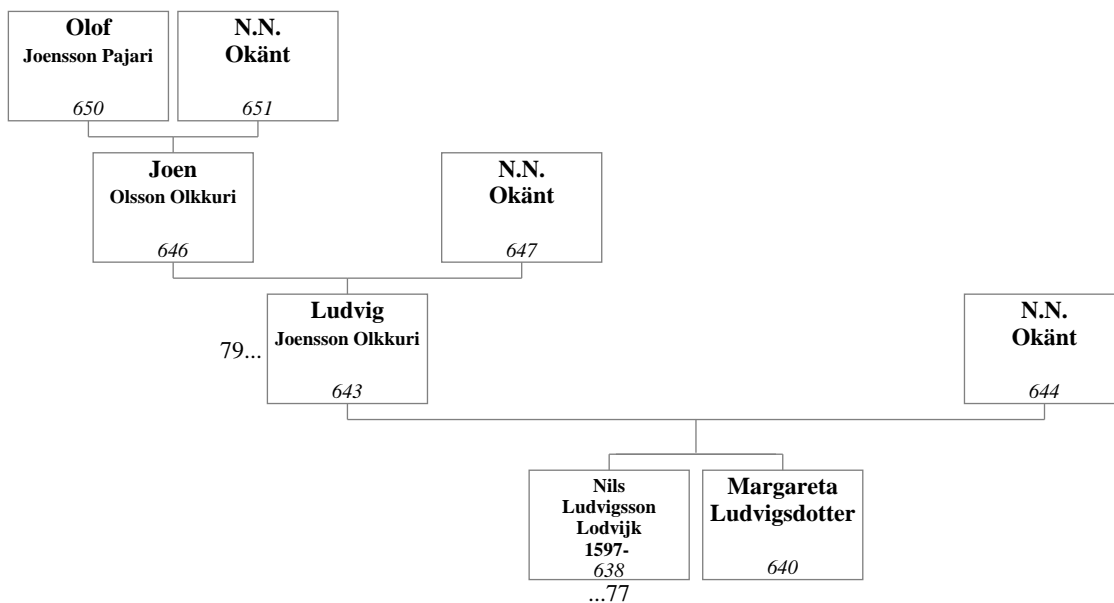 Olof
Joensson Pajari
650
N.N.
Okänt
651
Joen
Olsson Olkkuri
646
N.N.
Okänt
647
Ludvig
Joensson Olkkuri
643
79...
N.N.
Okänt
644
Nils
Ludvigsson
Lodvijk
1597-
638
...77
Margareta
Ludvigsdotter
640